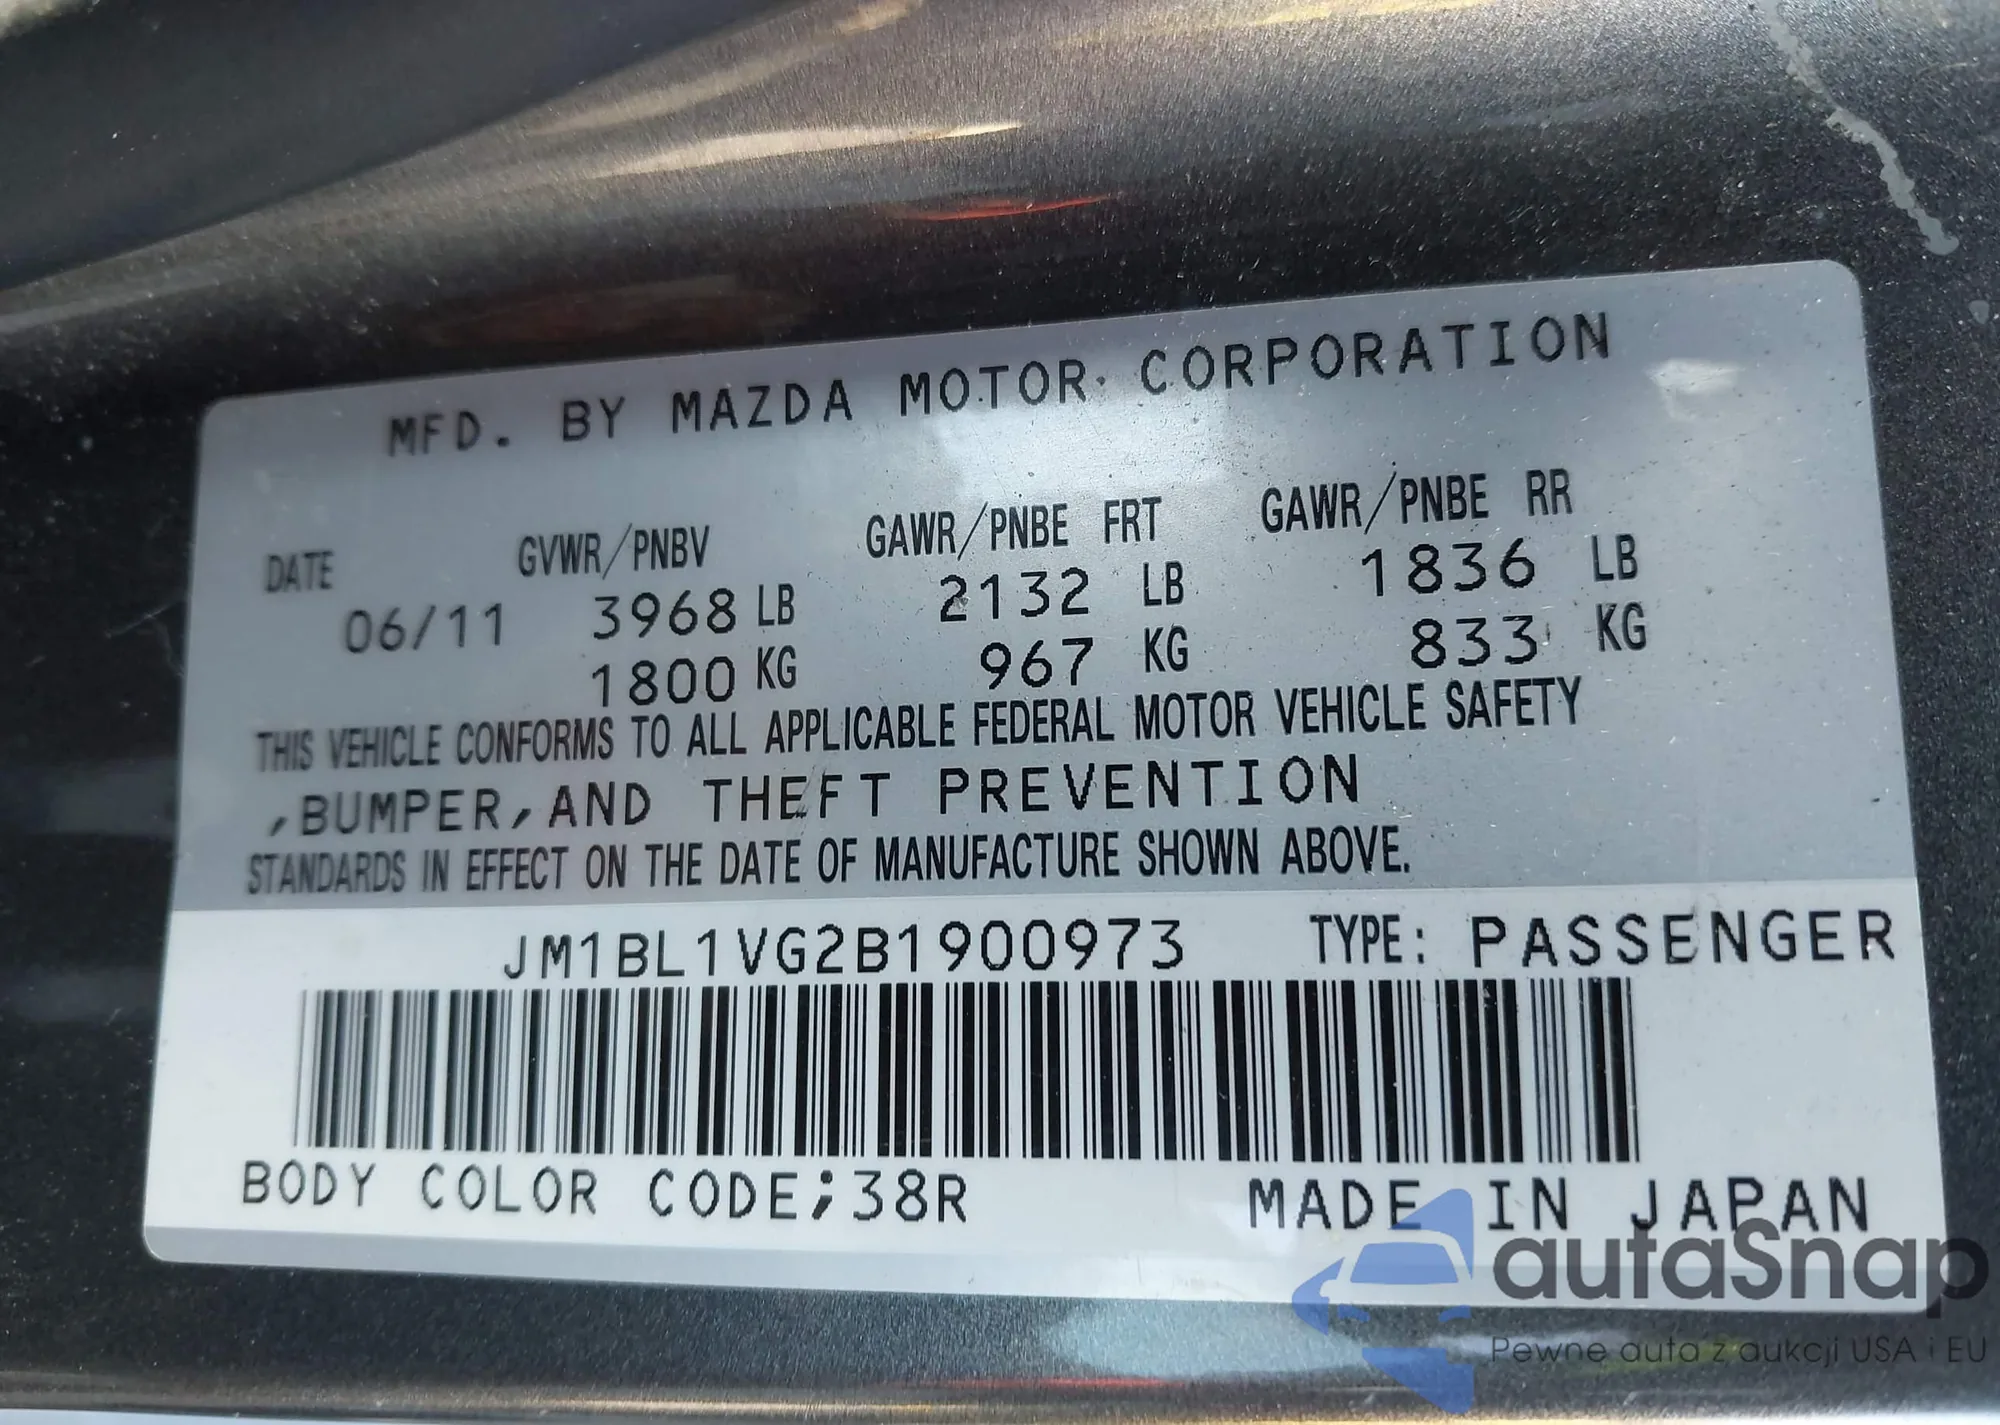 MFD. BY MAZDA MOTOR CORPORATION
DATE GVWR/PNBV GAWR/PNBE FRT GAWR/PNBE RR
06/11 3968 LB 2132 LB 1836 LB
1800 KG 967 KG 833 KG
THIS VEHICLE CONFORMS TO ALL APPLICABLE FEDERAL MOTOR VEHICLE SAFETY
,BUMPER,AND THEFT PREVENTION
STANDARDS IN EFFECT ON THE DATE OF MANUFACTURE SHOWN ABOVE.
JM1BL1VG2B1900973 TYPE: PASSENGER
BODY COLOR CODE;38R MADE IN JAPAN
autaSnap
Pewne auta z aukcji USA i EU